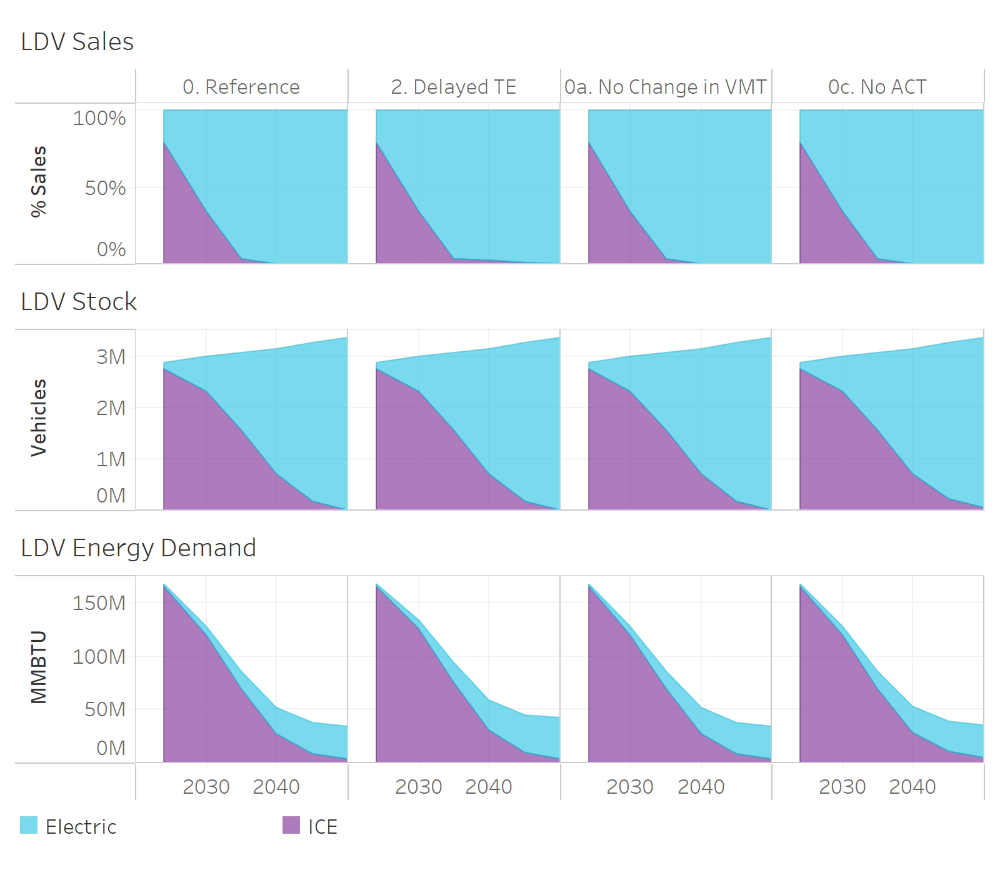 LDV Sales
0. Reference
2. Delayed TE
0a. No Change in VMT
0c. No ACT
% Sales
100%
50%
0%
LDV Stock
Vehicles
3M
2M
1M
0M
LDV Energy Demand
MMBTU
150M
100M
50M
0M
2030 2040 2030 2040 2030 2040 2030 2040
Electric
ICE